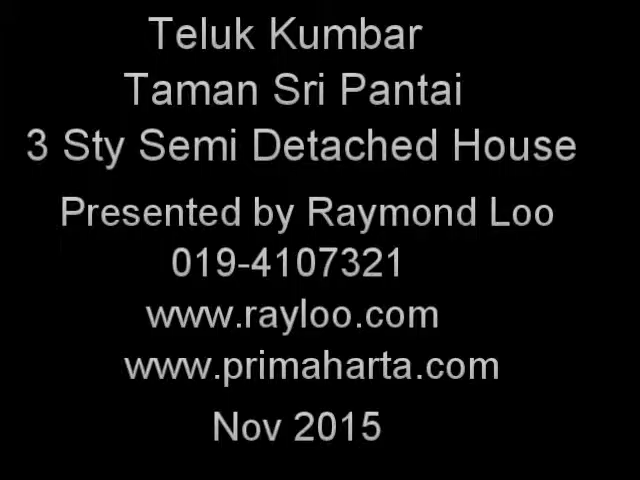 Teluk Kumbar
Taman Sri Pantai
3 Sty Semi Detached House
Presented by Raymond Loo
019-4107321
www.rayloo.com
www.primaharta.com
Nov 2015